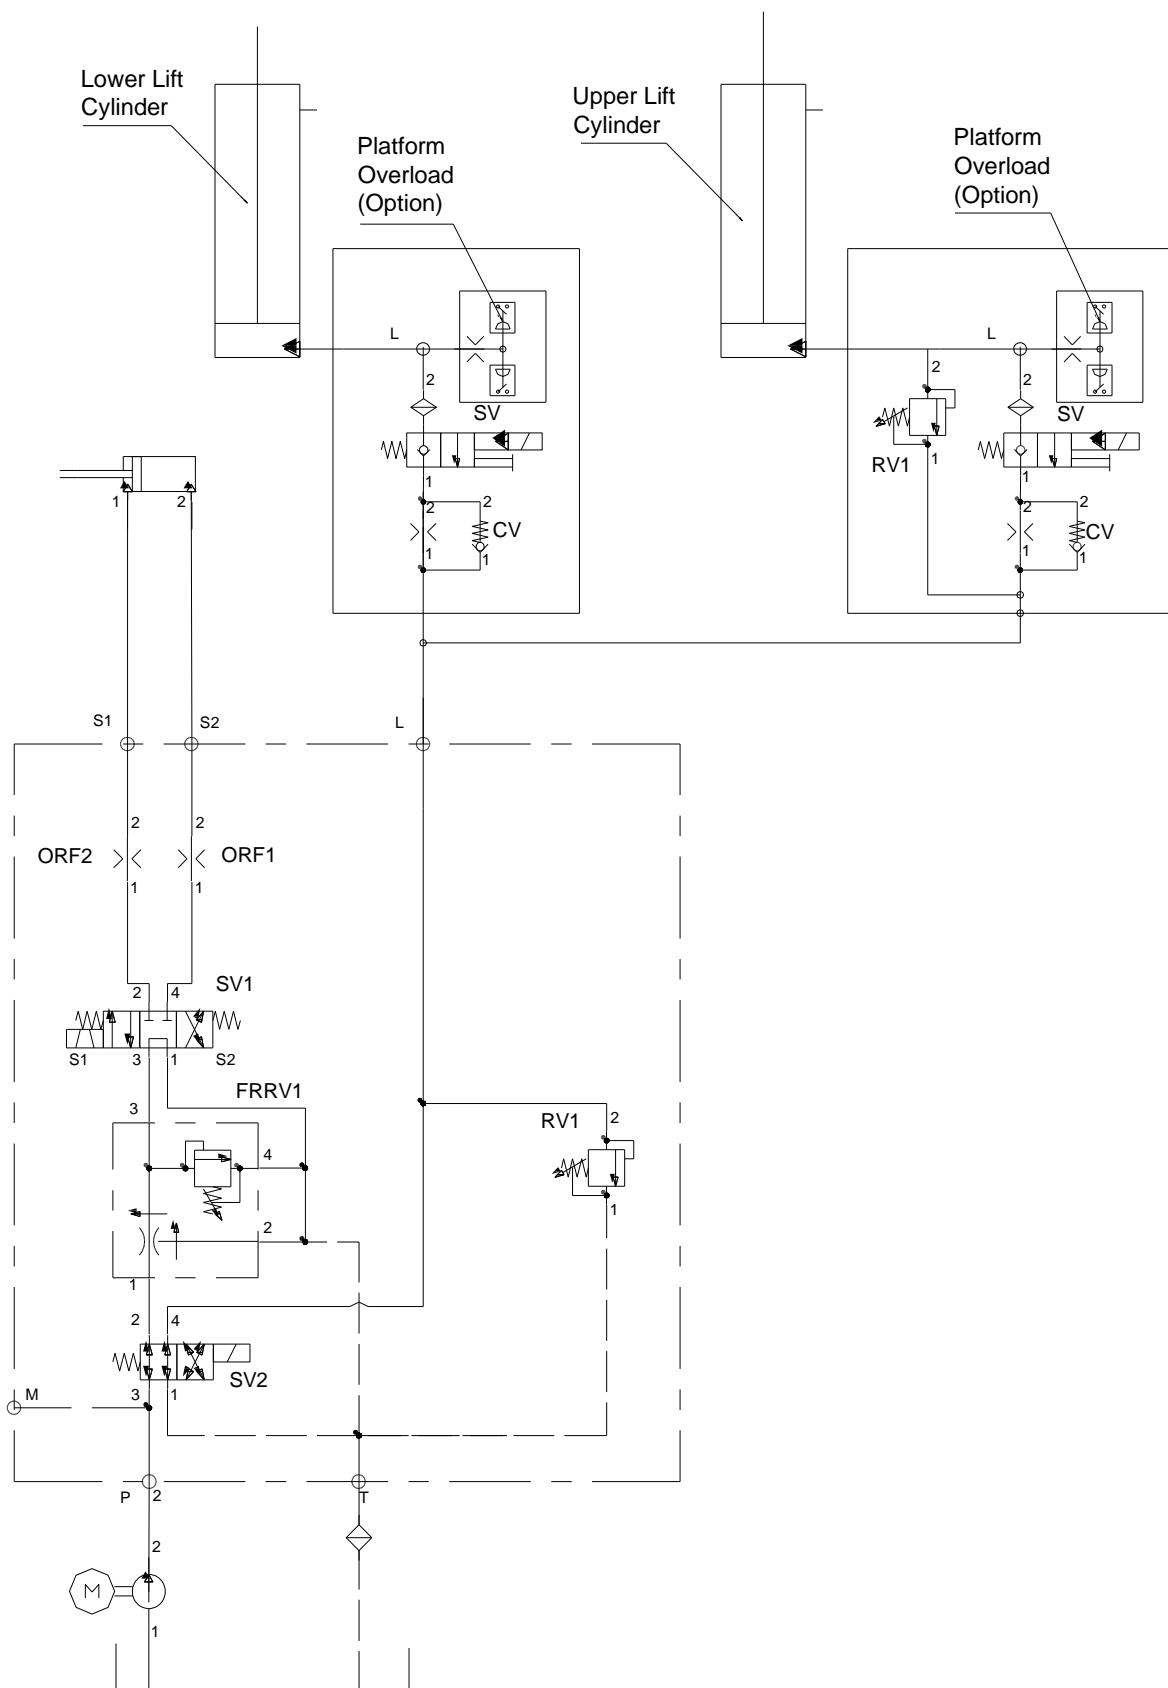 Lower Lift
Cylinder
Upper Lift
Cylinder
Platform
Overload
(Option)
Platform
Overload
(Option)
L
L
2
2
2
SV
SV
RV1
1
1
1
1
2
2
2
2
2
CV
CV
1
1
1
1
S1
S2
L
2
2
ORF2
ORF1
1
1
SV1
2
4
S1
3
1
S2
FRRV1
3
RV1
2
4
1
2
1
2
4
SV2
M
3
1
P
2
T
2
M
1